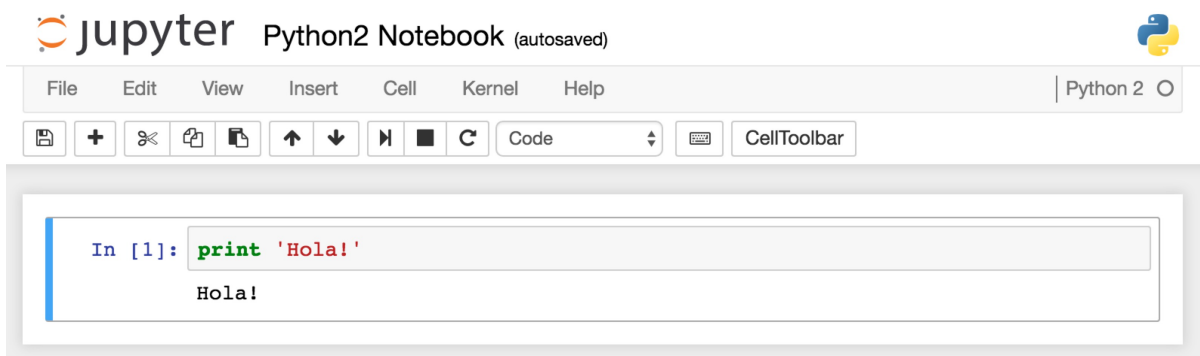 jupyter Python2 Notebook (autosaved)
File Edit View Insert Cell Kernel Help Python 2
Code CellToolbar
In [1]: print 'Hola!'
Hola!